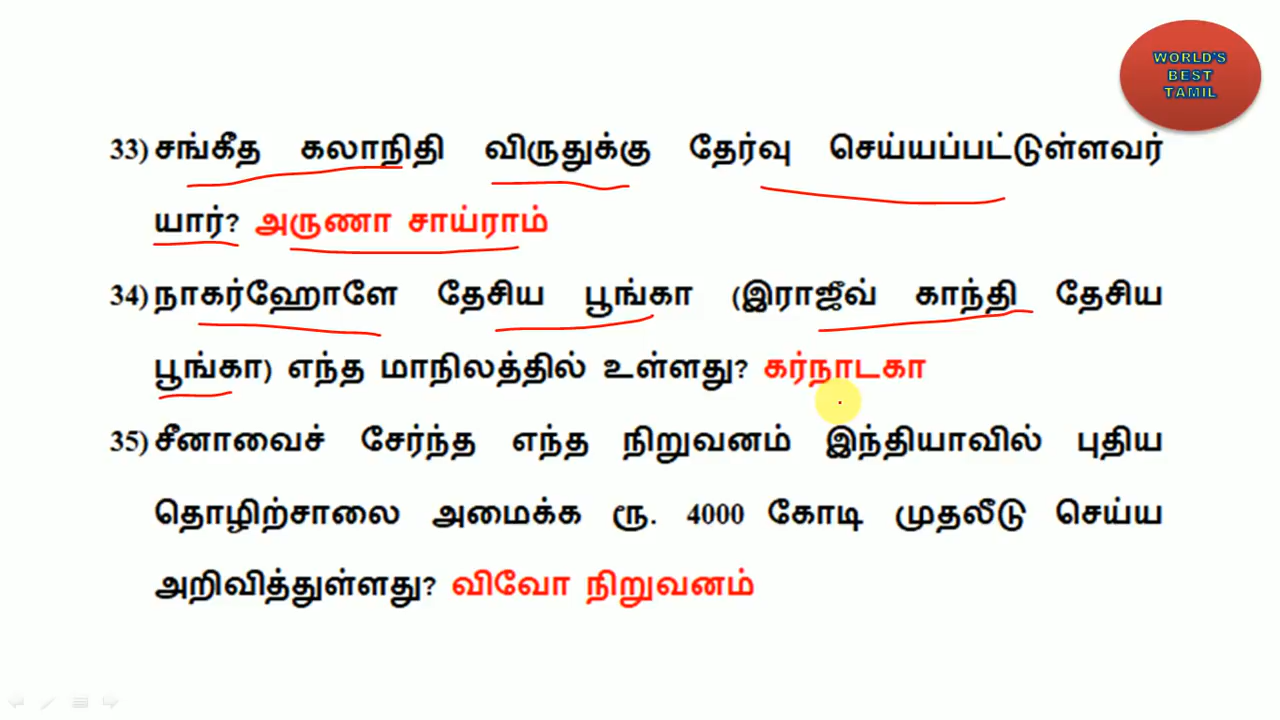 WORLD'S
BEST
TAMIL
33) சங்கீத கலாநிதி விருதுக்கு தேர்வு செய்யப்பட்டுள்ளவர்
யார்? அருணா சாய்ராம்
34) நாகர்ஹோளே தேசிய பூங்கா (இராஜீவ் காந்தி தேசிய
பூங்கா) எந்த மாநிலத்தில் உள்ளது? கர்நாடகா
35) சீனாவைச் சேர்ந்த எந்த நிறுவனம் இந்தியாவில் புதிய
தொழிற்சாலை அமைக்க ரூ. 4000 கோடி முதலீடு செய்ய
அறிவித்துள்ளது? விவோ நிறுவனம்